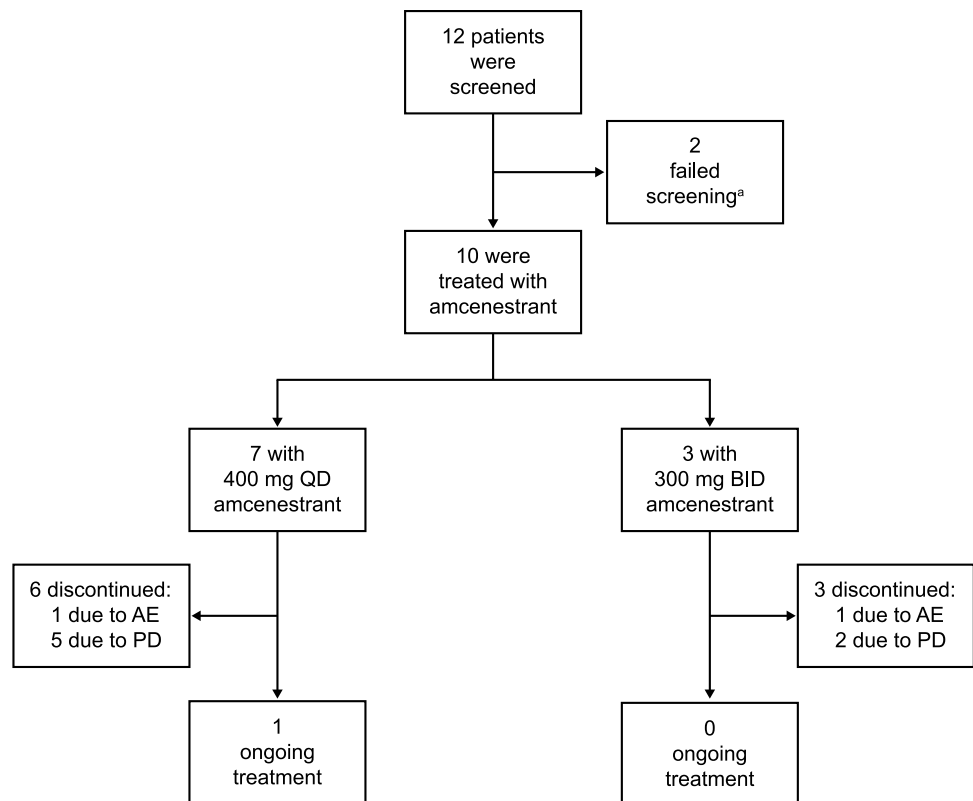 12 patients
were
screened
2
failed
screeningᵃ
10 were
treated with
amcenestrant
7 with
400 mg QD
amcenestrant
3 with
300 mg BID
amcenestrant
6 discontinued:
1 due to AE
5 due to PD
3 discontinued:
1 due to AE
2 due to PD
1
ongoing
treatment
0
ongoing
treatment